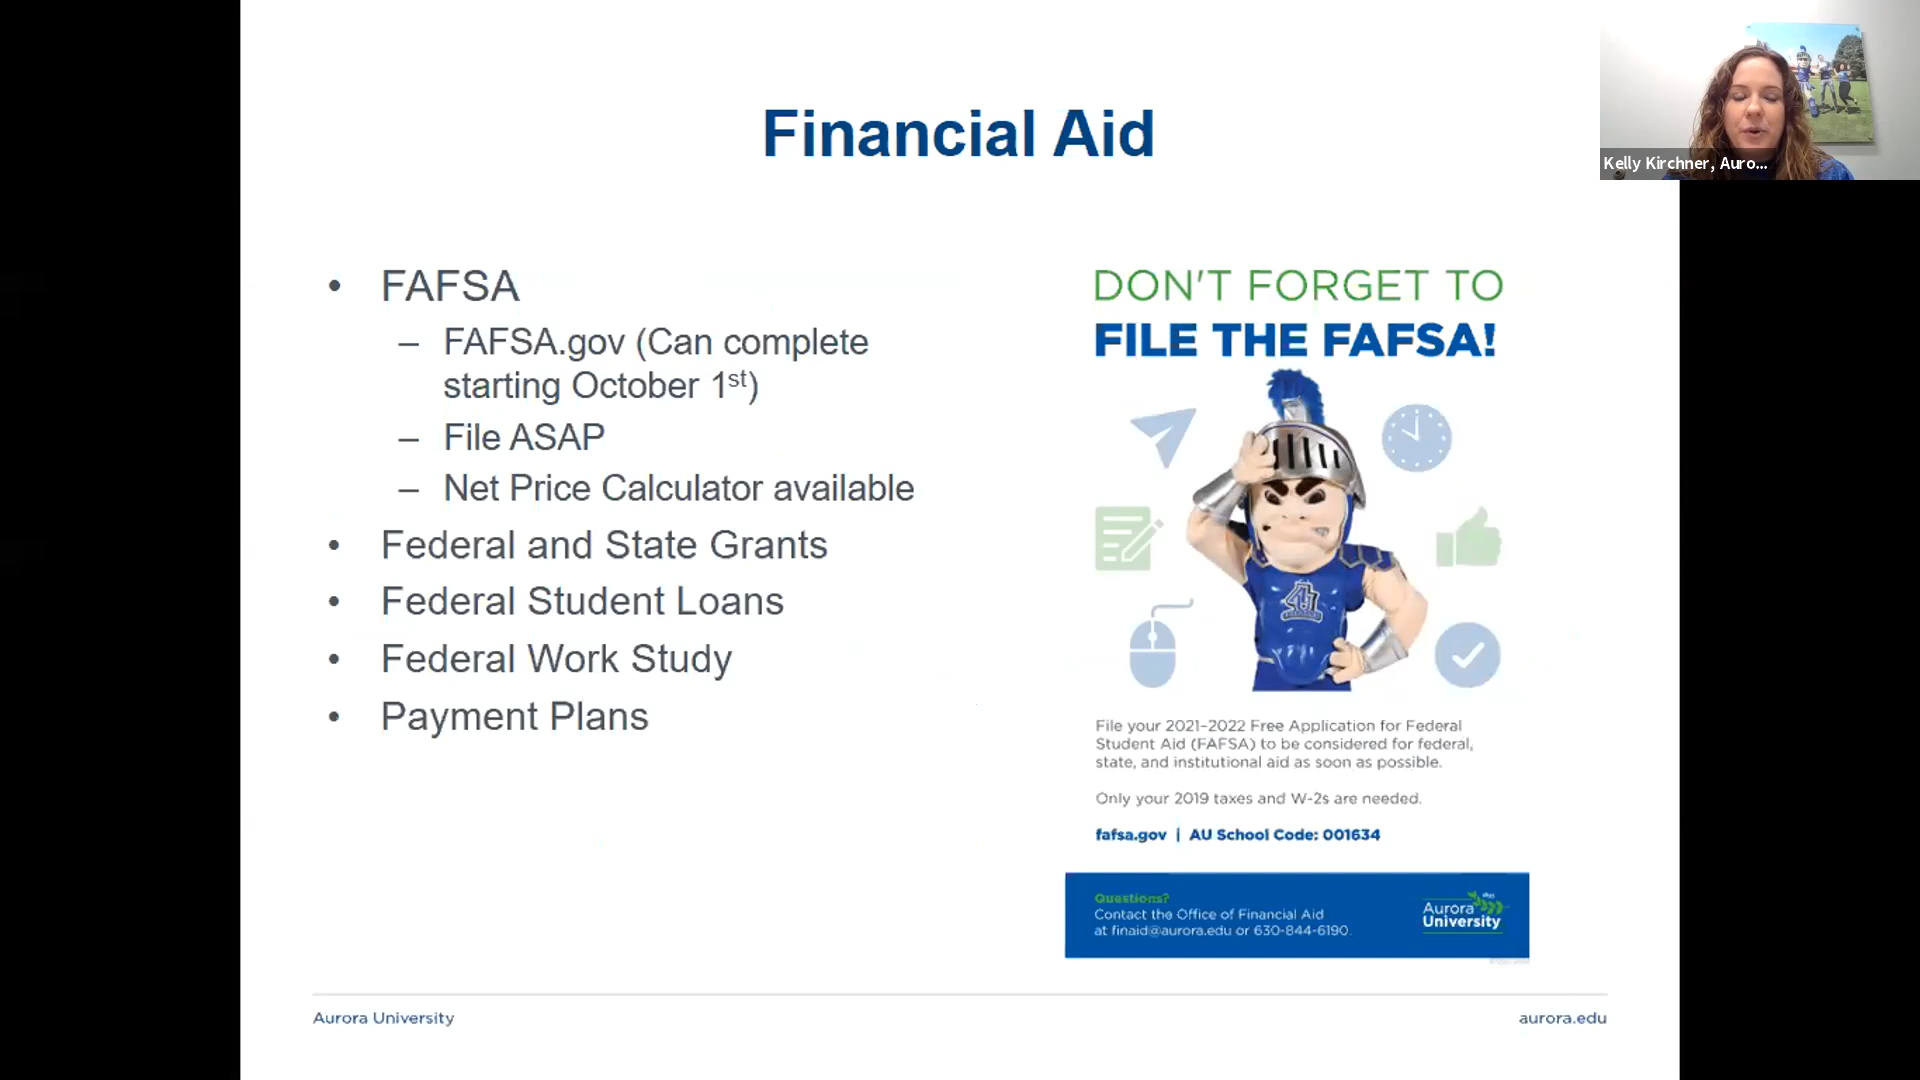 Financial Aid
Kelly Kirchner, Auro...
• FAFSA
– FAFSA.gov (Can complete
starting October 1st)
– File ASAP
– Net Price Calculator available
• Federal and State Grants
• Federal Student Loans
• Federal Work Study
• Payment Plans
DON'T FORGET TO
FILE THE FAFSA!
File your 2021–2022 Free Application for Federal
Student Aid (FAFSA) to be considered for federal,
state, and institutional aid as soon as possible.
Only your 2019 taxes and W-2s are needed.
fafsa.gov | AU School Code: 001634
Questions?
Contact the Office of Financial Aid
at finaid@aurora.edu or 630-844-6190.
Aurora
University
Aurora University
aurora.edu